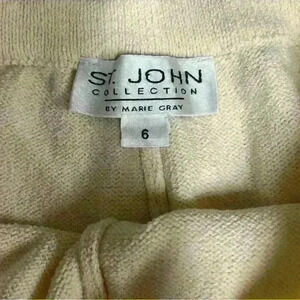 ST. JOHN
COLLECTION
BY MARIE GRAY
6